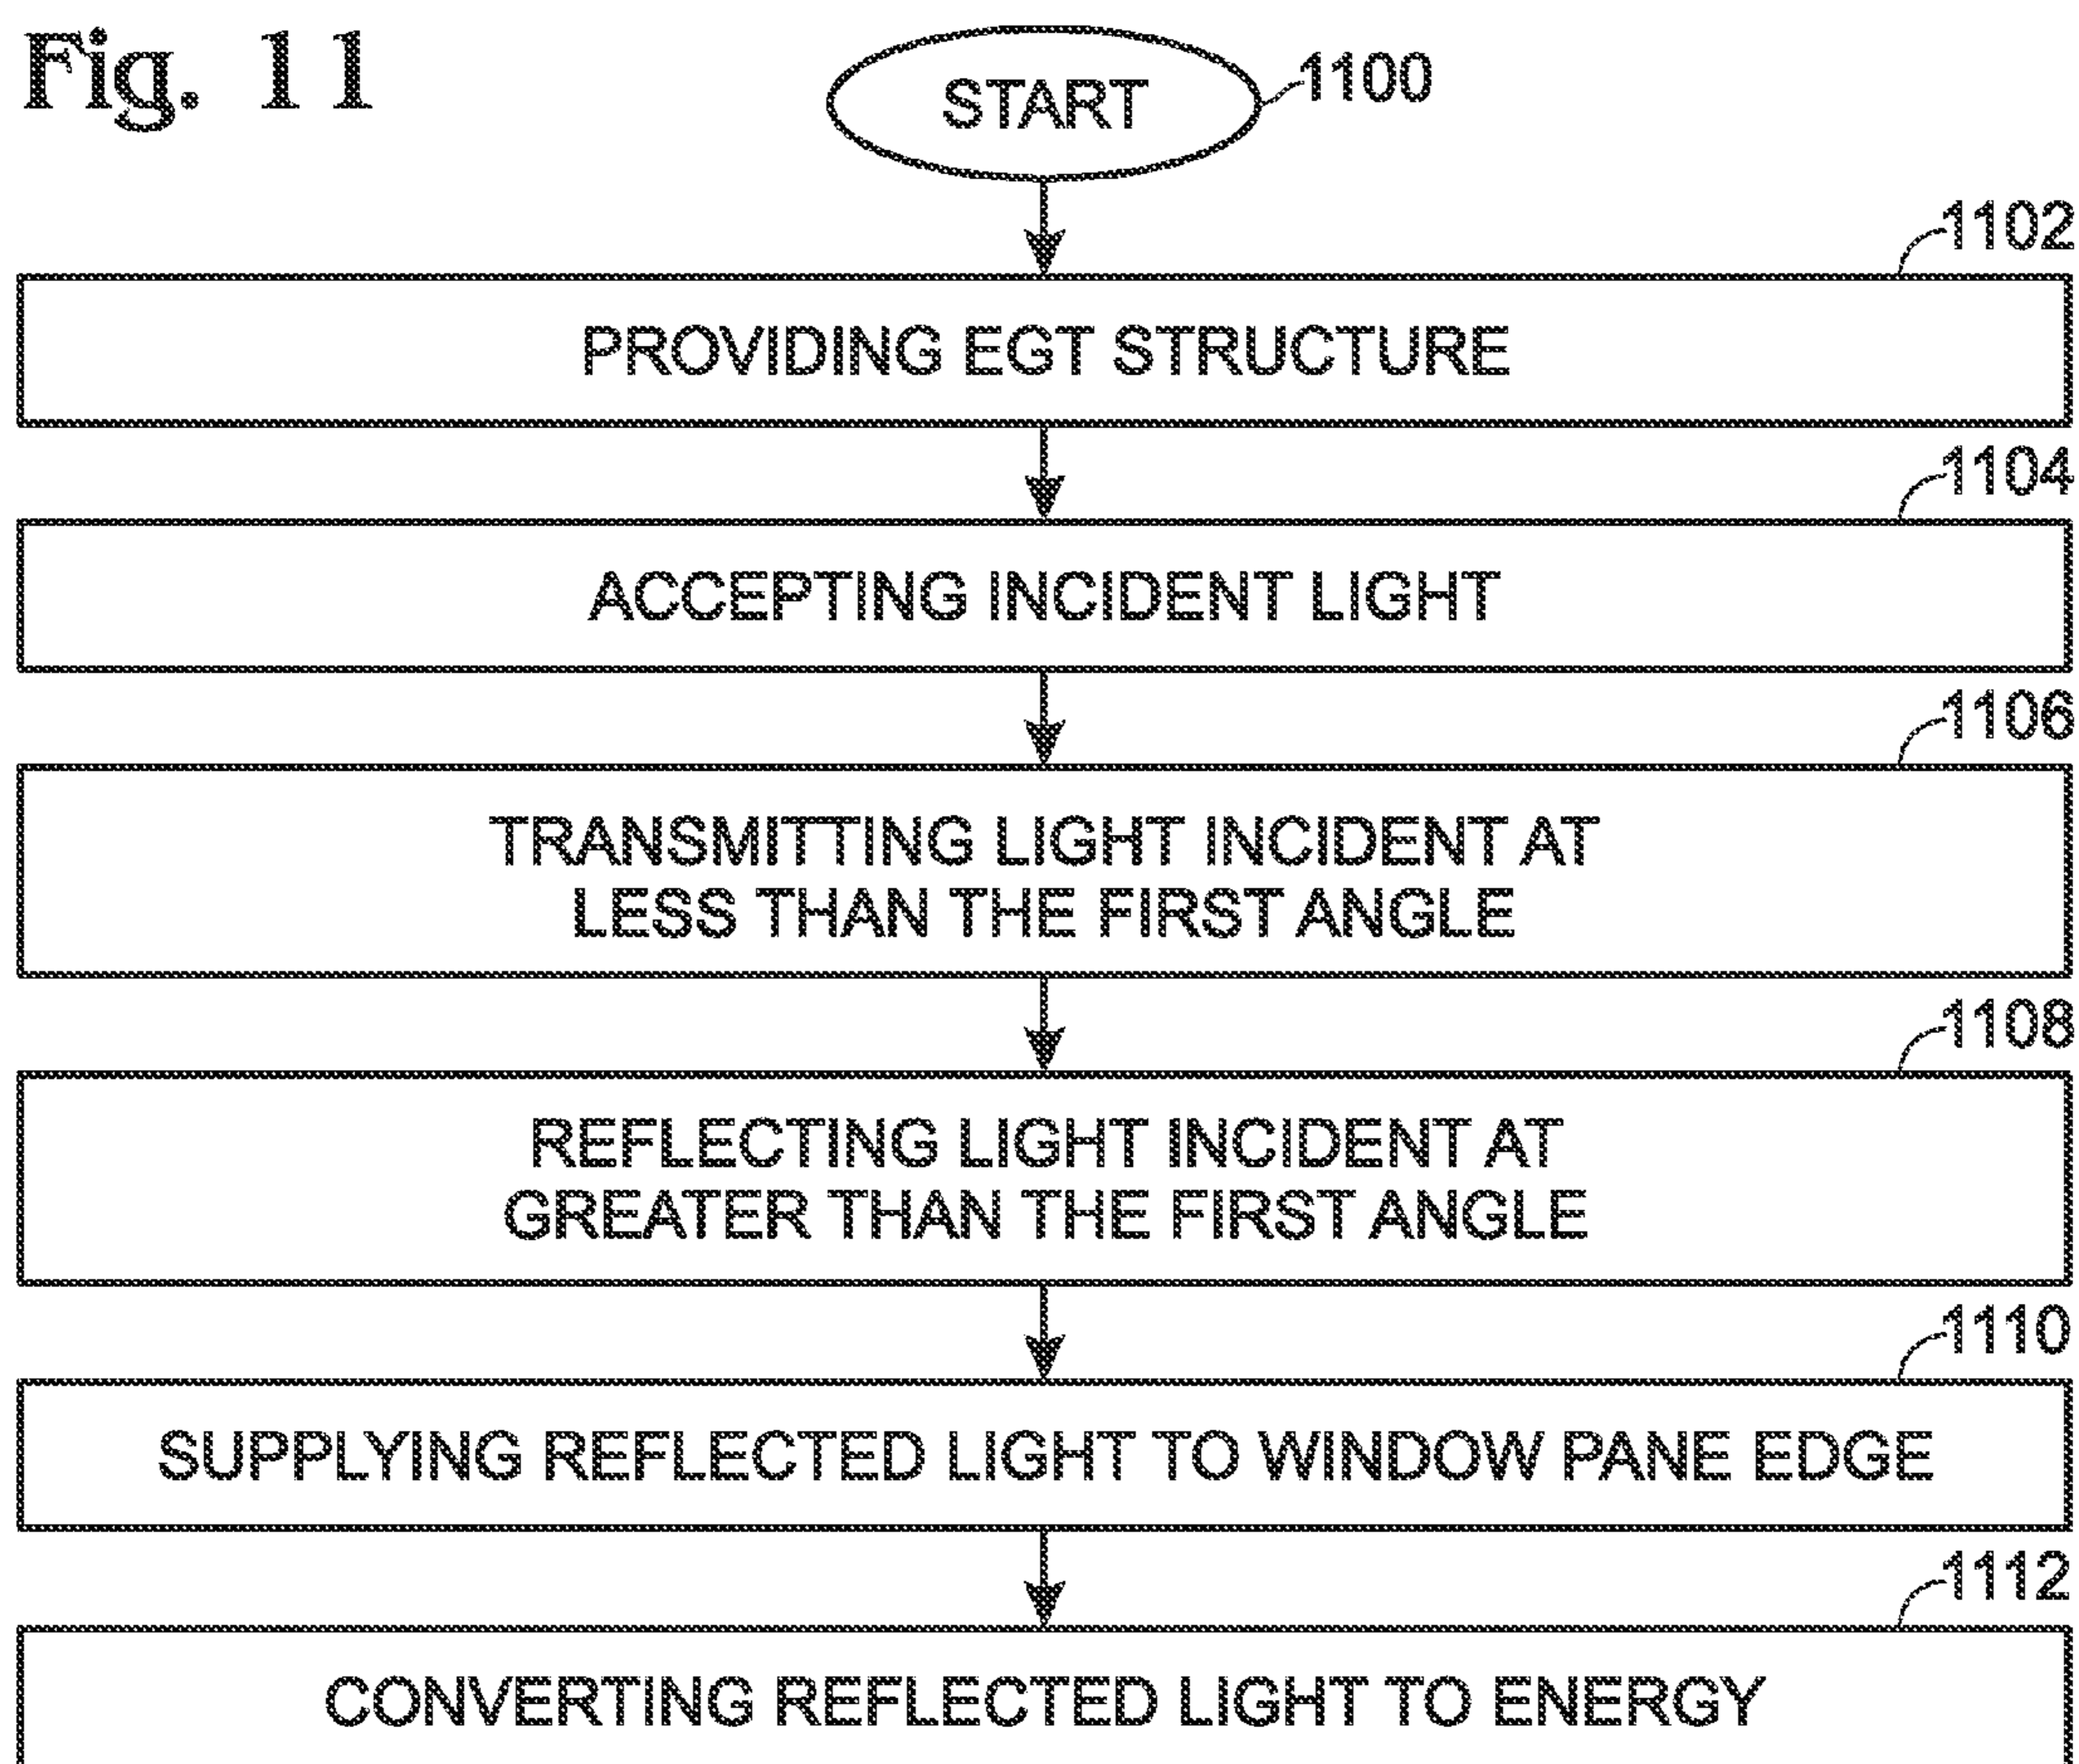 Fig. 11
START
1100
1102
PROVIDING EGT STRUCTURE
1104
ACCEPTING INCIDENT LIGHT
1106
TRANSMITTING LIGHT INCIDENT AT
LESS THAN THE FIRST ANGLE
1108
REFLECTING LIGHT INCIDENT AT
GREATER THAN THE FIRST ANGLE
1110
SUPPLYING REFLECTED LIGHT TO WINDOW PANE EDGE
1112
CONVERTING REFLECTED LIGHT TO ENERGY